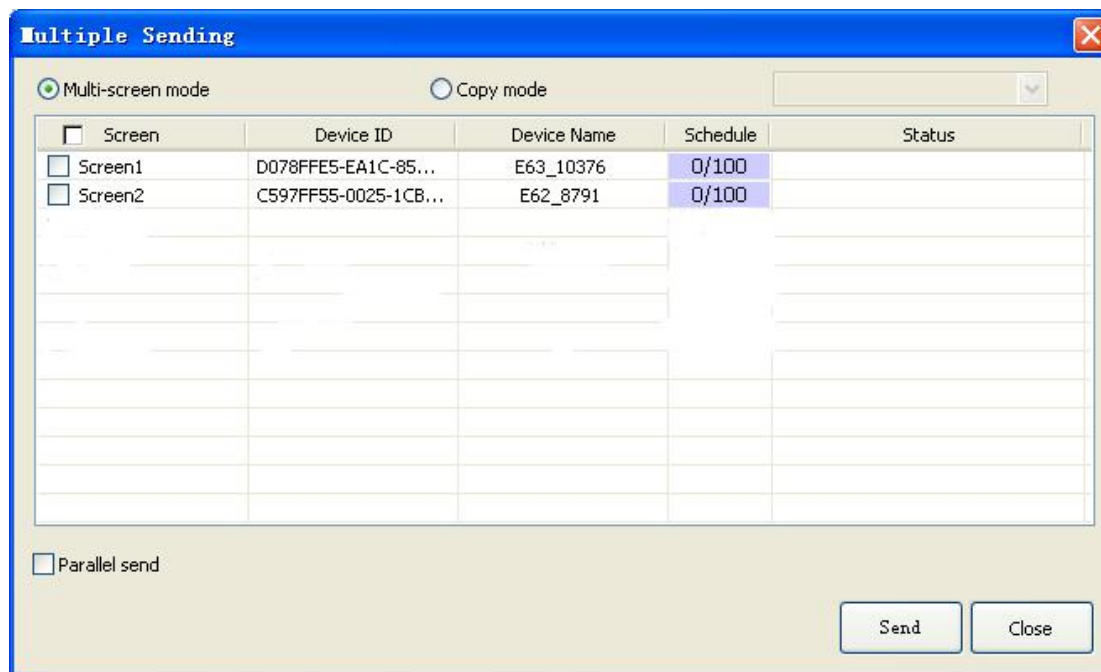 Multiple Sending
Multi-screen mode Copy mode
Screen Device ID Device Name Schedule Status
Screen1 D078FFE5-EA1C-85... E63_10376 0/100
Screen2 C597FF55-0025-1CB... E62_8791 0/100
Parallel send
Send Close